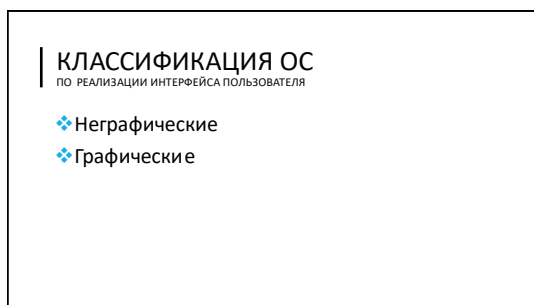 КЛАССИФИКАЦИЯ ОС
ПО РЕАЛИЗАЦИИ ИНТЕРФЕЙСА ПОЛЬЗОВАТЕЛЯ
Неграфические
Графические